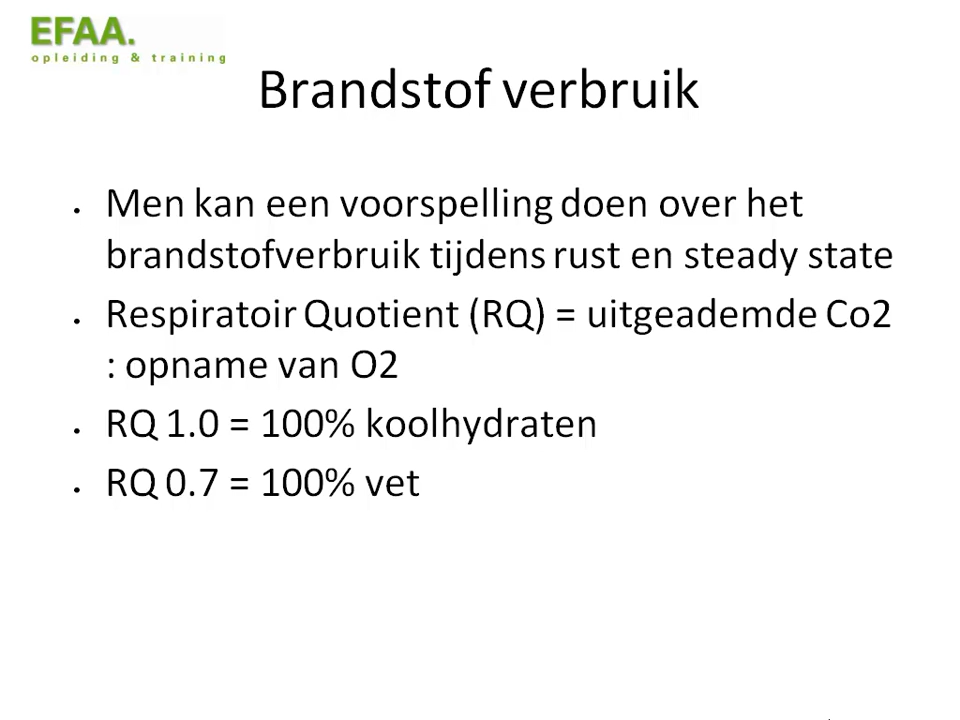 EFAA.
opleiding & training
Brandstof verbruik
• Men kan een voorspelling doen over het
brandstofverbruik tijdens rust en steady state
• Respiratoir Quotient (RQ) = uitgeademde Co2
: opname van O2
• RQ 1.0 = 100% koolhydraten
• RQ 0.7 = 100% vet